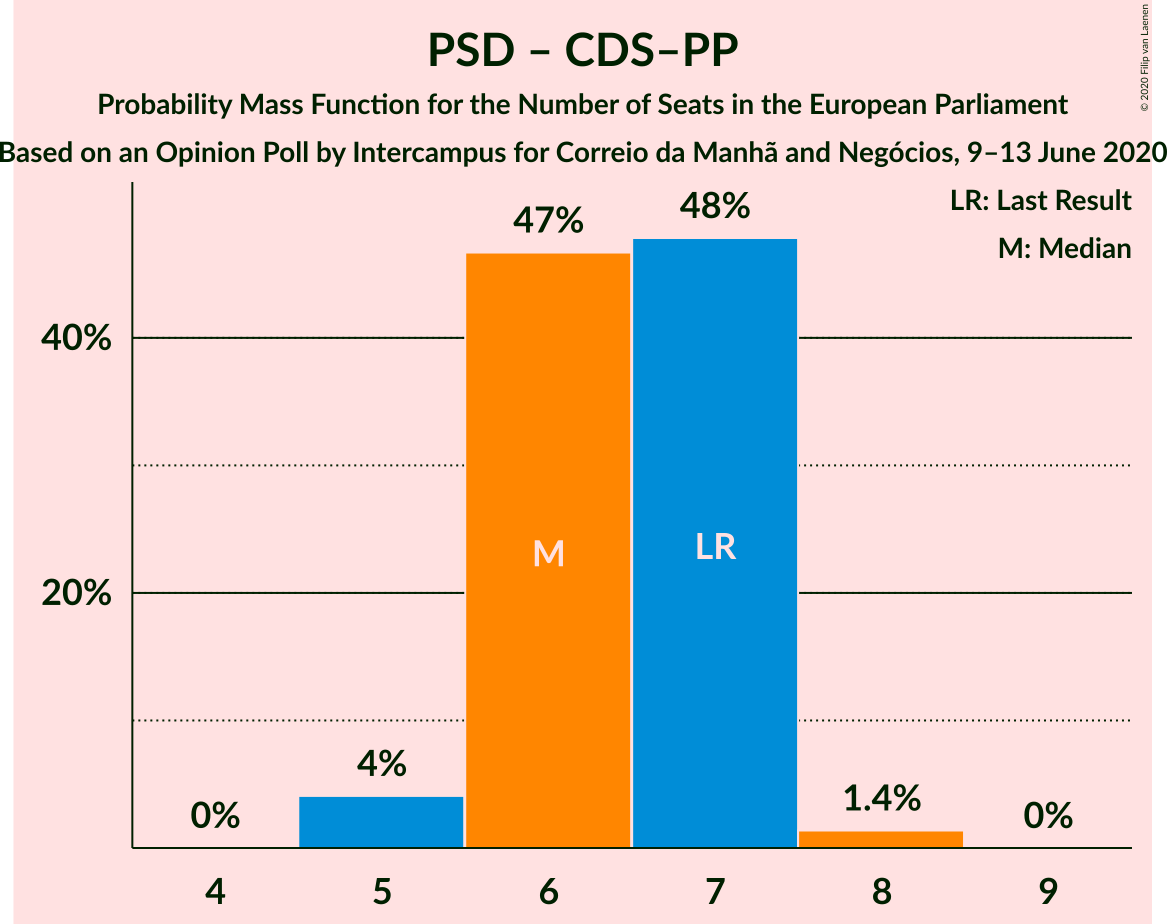 PSD – CDS–PP
Probability Mass Function for the Number of Seats in the European Parliament
Based on an Opinion Poll by Intercampus for Correio da Manhã and Negócios, 9–13 June 2020
© 2020 Filip van Laenen
LR: Last Result
M: Median
47%
48%
40%
M
LR
20%
4%
1.4%
0%
0%
4
5
6
7
8
9